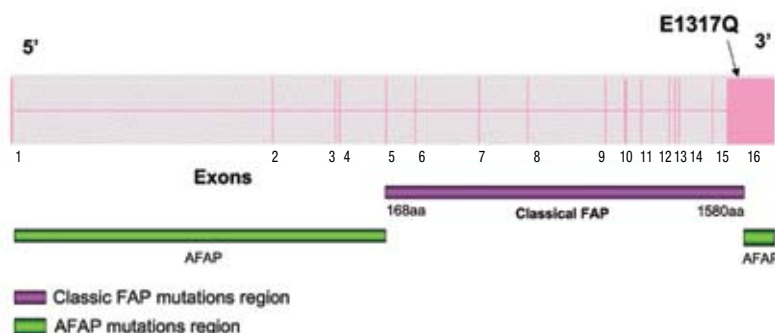 E1317Q
5’ 3’
1 2 3 4 5 6 7 8 9 10 11 12 13 14 15 16
Exons
168aa Classical FAP 1580aa
AFAP AFAP
Classic FAP mutations region
AFAP mutations region